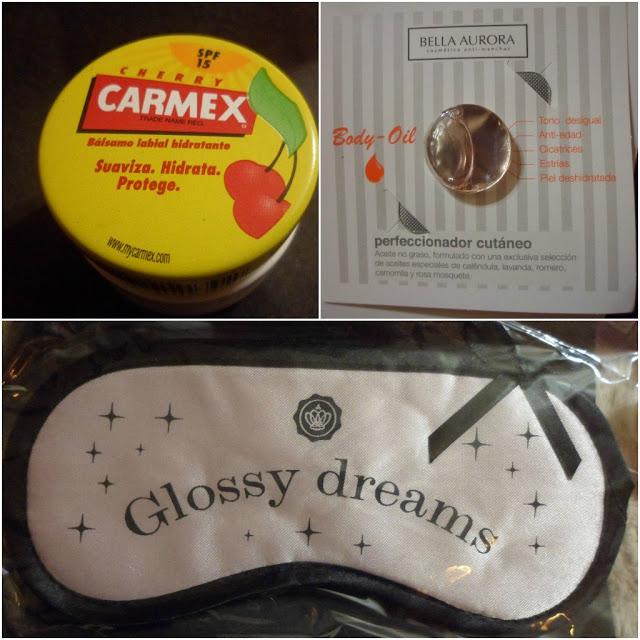 SPF
15
CHERRY
CARMEX
TRADE NAME REG.
Bálsamo labial hidratante
Suaviza. Hidrata.
Protege.
www.mycarmex.com
BELLA AURORA
cosmética anti-manchas
Body-Oil
Tono desigual
Anti-edad
Cicatrices
Estrías
Piel deshidratada
perfeccionador cutáneo
Aceite no graso, formulado con una exclusiva selección
de aceites especiales de caléndula, lavanda, romero,
camomila y rosa mosqueta.
Glossy dreams